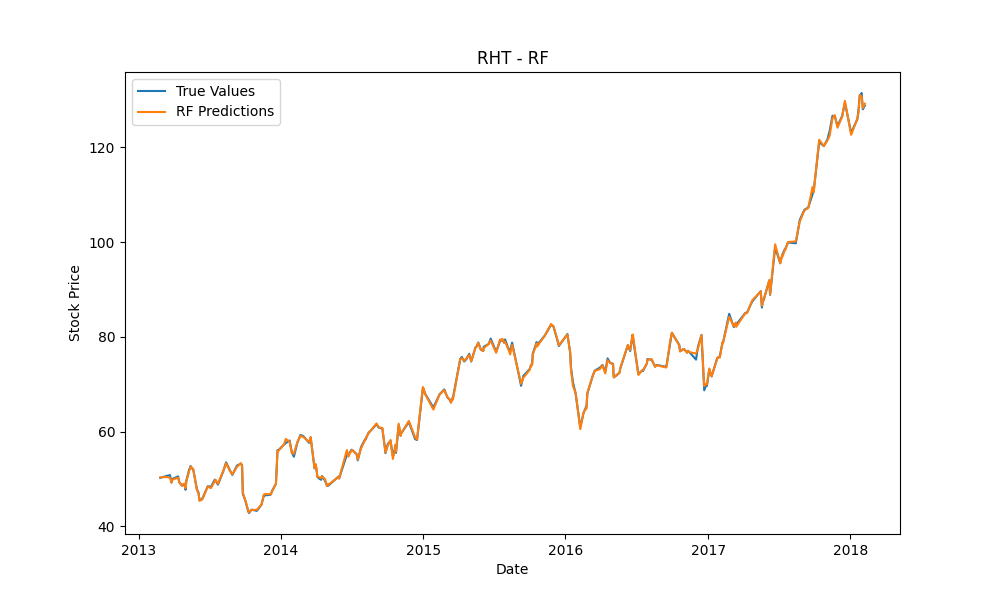 RHT - RF
True Values
RF Predictions
Stock Price
120
100
80
60
40
2013 2014 2015 2016 2017 2018
Date